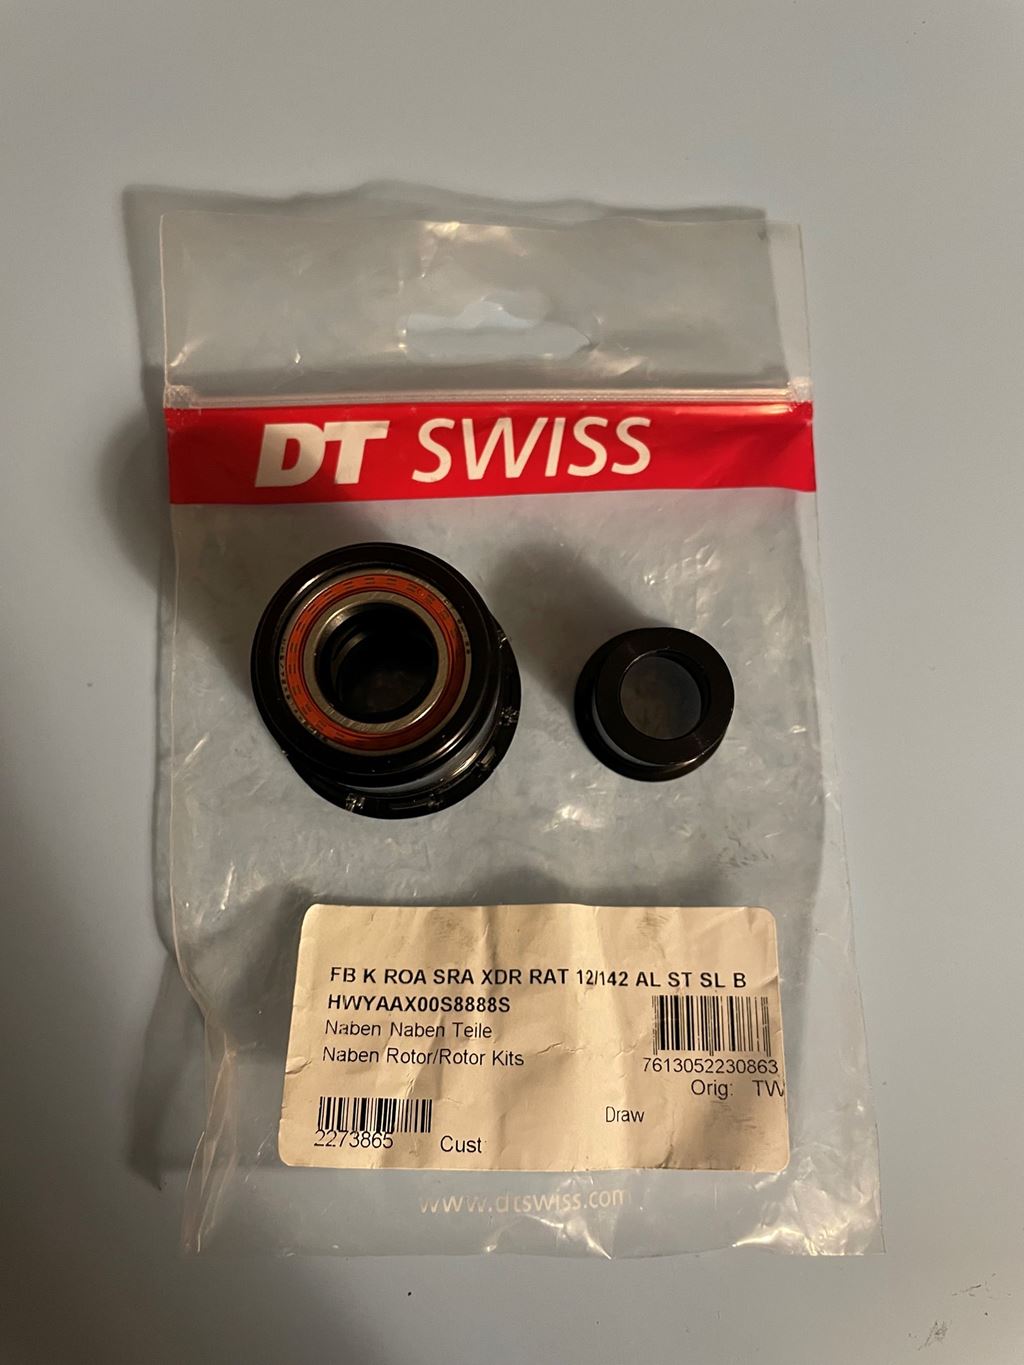 DT SWISS
FB K ROA SRA XDR RAT 12/142 AL ST SL B
HWYAAX00S8888S
Naben Naben Teile
Naben Rotor/Rotor Kits
7613052230863
Orig: TW
Draw
2273865
Cust
www.dtswiss.com